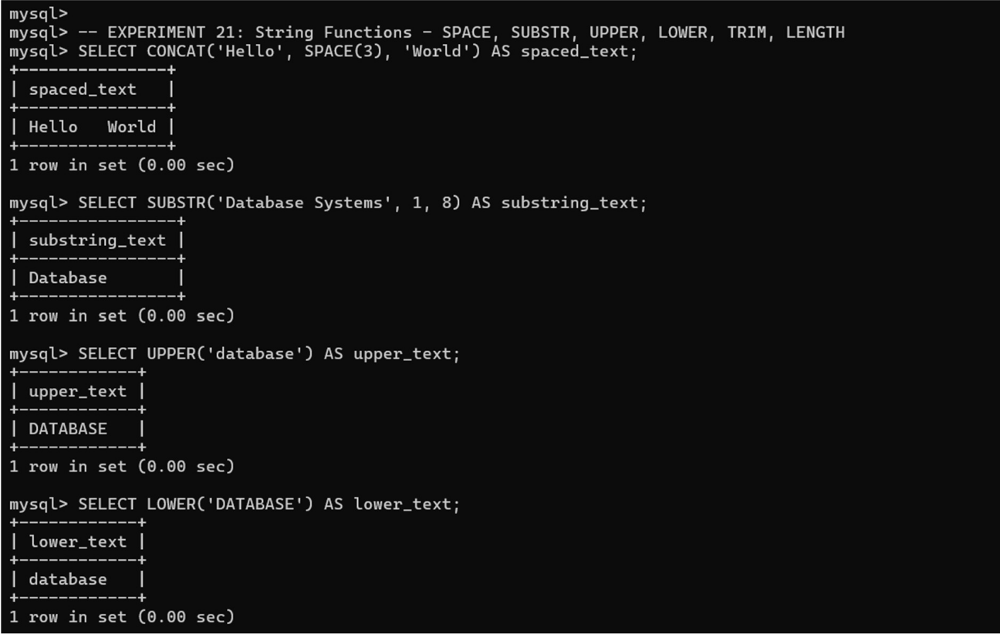 mysql>
mysql> -- EXPERIMENT 21: String Functions - SPACE, SUBSTR, UPPER, LOWER, TRIM, LENGTH
mysql> SELECT CONCAT('Hello', SPACE(3), 'World') AS spaced_text;
+---------------+
| spaced_text   |
+---------------+
| Hello   World |
+---------------+
1 row in set (0.00 sec)

mysql> SELECT SUBSTR('Database Systems', 1, 8) AS substring_text;
+----------------+
| substring_text |
+----------------+
| Database       |
+----------------+
1 row in set (0.00 sec)

mysql> SELECT UPPER('database') AS upper_text;
+------------+
| upper_text |
+------------+
| DATABASE   |
+------------+
1 row in set (0.00 sec)

mysql> SELECT LOWER('DATABASE') AS lower_text;
+------------+
| lower_text |
+------------+
| database   |
+------------+
1 row in set (0.00 sec)